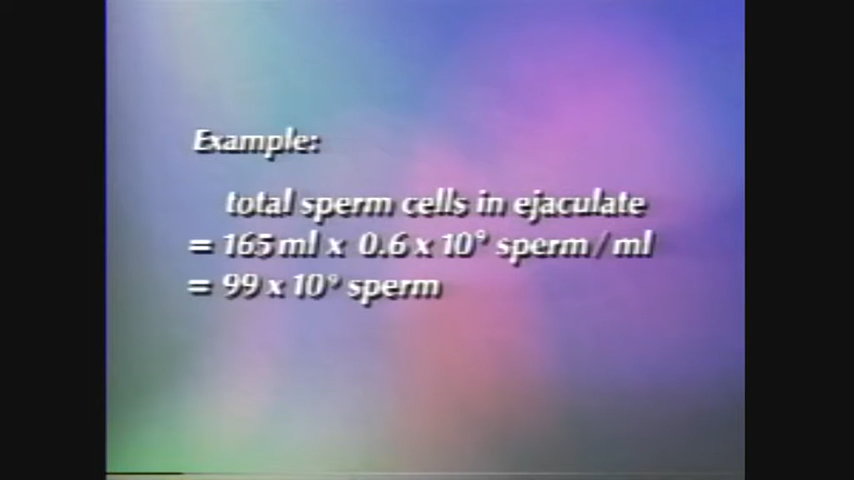 Example:
total sperm cells in ejaculate
= 165 ml x 0.6 x 10⁹ sperm / ml
= 99 x 10⁹ sperm